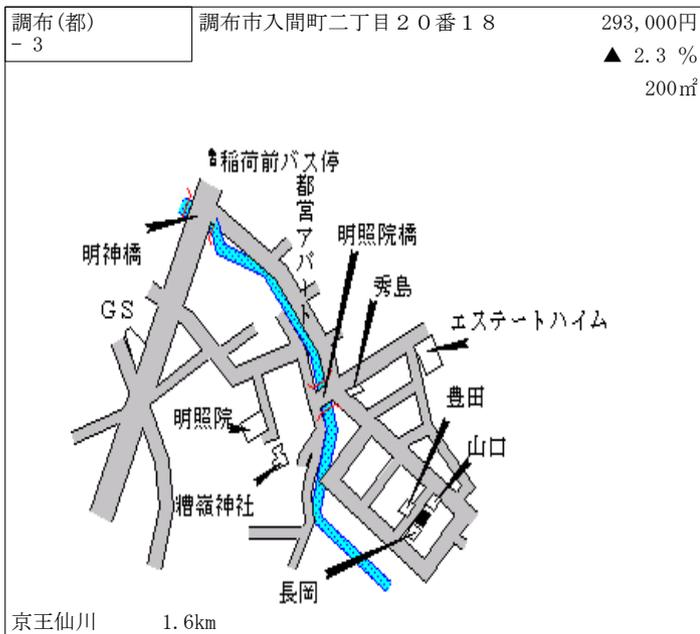 調布(都)
－３
調布市入間町二丁目２０番１８
293,000円
▲ 2.3 %
200㎡
稲荷前バス停
都営アパート
明神橋
明照院橋
秀島
GS
エステートハイム
豊田
明照院
山口
糟嶺神社
長岡
京王仙川 1.6km